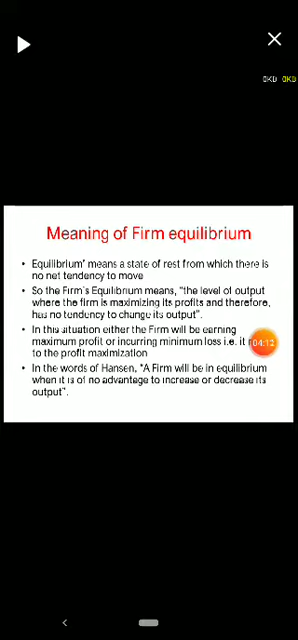 0KB 0KB
Meaning of Firm equilibrium
• Equilibrium' means a state of rest from which there is
no net tendency to move
• So the Firm's Equilibrium means, "the level of output
where the firm is maximizing its profits and therefore,
has no tendency to change its output".
• In this situation either the Firm will be earning
maximum profit or incurring minimum loss i.e. it
04:12
to the profit maximization
• In the words of Hansen, "A Firm will be in equilibrium
when it is of no advantage to increase or decrease its
output".